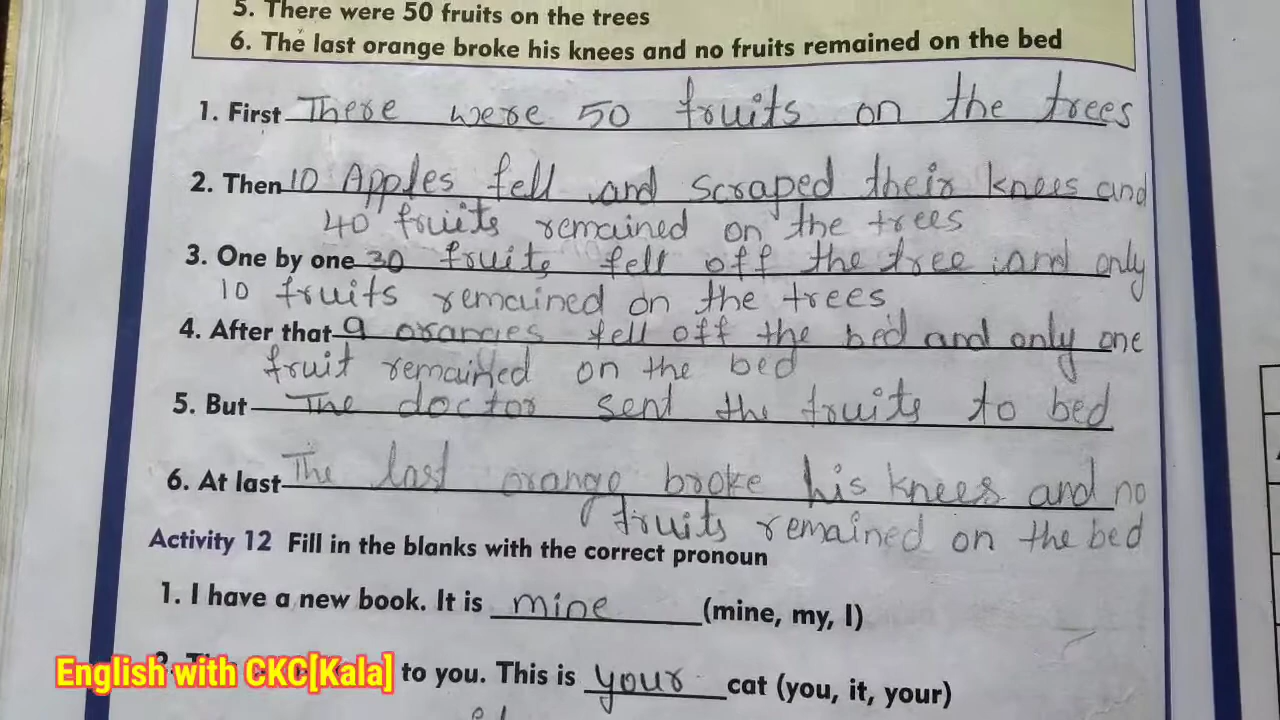 5. There were 50 fruits on the trees
6. The last orange broke his knees and no fruits remained on the bed
1. First There were 50 fruits on the trees
2. Then 10 Apples fell and scraped their knees and
40 fruits remained on the trees
3. One by one 30 fruits fell off the tree and only
10 fruits remained on the trees
4. After that 9 oranges fell off the bed and only one
fruit remained on the bed
5. But The doctor sent the fruits to bed
6. At last The last orange broke his knees and no
fruits remained on the bed
Activity 12 Fill in the blanks with the correct pronoun
1. I have a new book. It is mine (mine, my, I)
to you. This is your cat (you, it, your)
English with CKC[Kala]